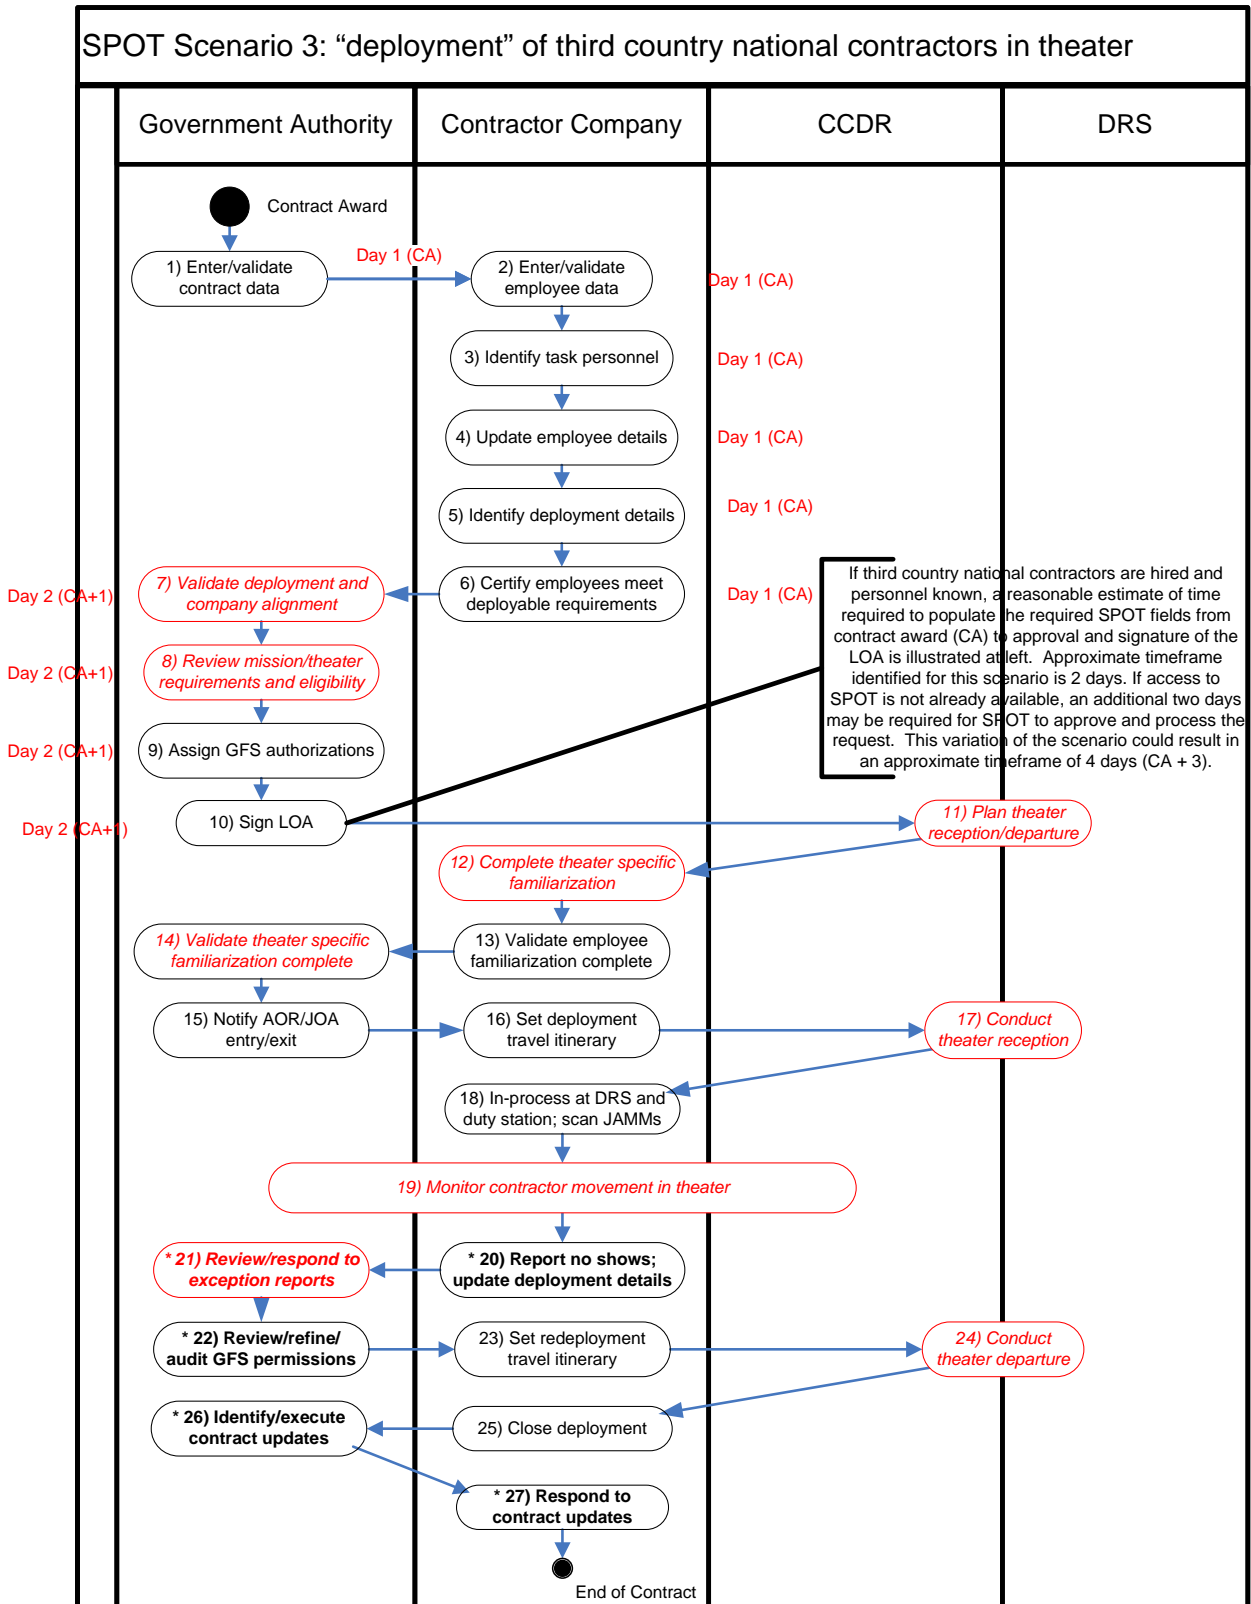 SPOT Scenario 3: “deployment” of third country national contractors in theater
Government Authority
Contractor Company
CCDR
DRS
Contract Award
1) Enter/validate
contract data
Day 1 (CA)
2) Enter/validate
employee data
Day 1 (CA)
3) Identify task personnel
Day 1 (CA)
4) Update employee details
Day 1 (CA)
5) Identify deployment details
Day 1 (CA)
6) Certify employees meet
deployable requirements
Day 1 (CA)
Day 2 (CA+1)
7) Validate deployment and
company alignment
Day 2 (CA+1)
8) Review mission/theater
requirements and eligibility
Day 2 (CA+1)
9) Assign GFS authorizations
Day 2 (CA+1)
10) Sign LOA
If third country national contractors are hired and
personnel known, a reasonable estimate of time
required to populate the required SPOT fields from
contract award (CA) to approval and signature of the
LOA is illustrated at left.  Approximate timeframe
identified for this scenario is 2 days. If access to
SPOT is not already available, an additional two days
may be required for SPOT to approve and process the
request.  This variation of the scenario could result in
an approximate timeframe of 4 days (CA + 3).
11) Plan theater
reception/departure
12) Complete theater specific
familiarization
13) Validate employee
familiarization complete
14) Validate theater specific
familiarization complete
15) Notify AOR/JOA
entry/exit
16) Set deployment
travel itinerary
17) Conduct
theater reception
18) In-process at DRS and
duty station; scan JAMMs
19) Monitor contractor movement in theater
* 20) Report no shows;
update deployment details
* 21) Review/respond to
exception reports
* 22) Review/refine/
audit GFS permissions
23) Set redeployment
travel itinerary
24) Conduct
theater departure
25) Close deployment
* 26) Identify/execute
contract updates
* 27) Respond to
contract updates
End of Contract